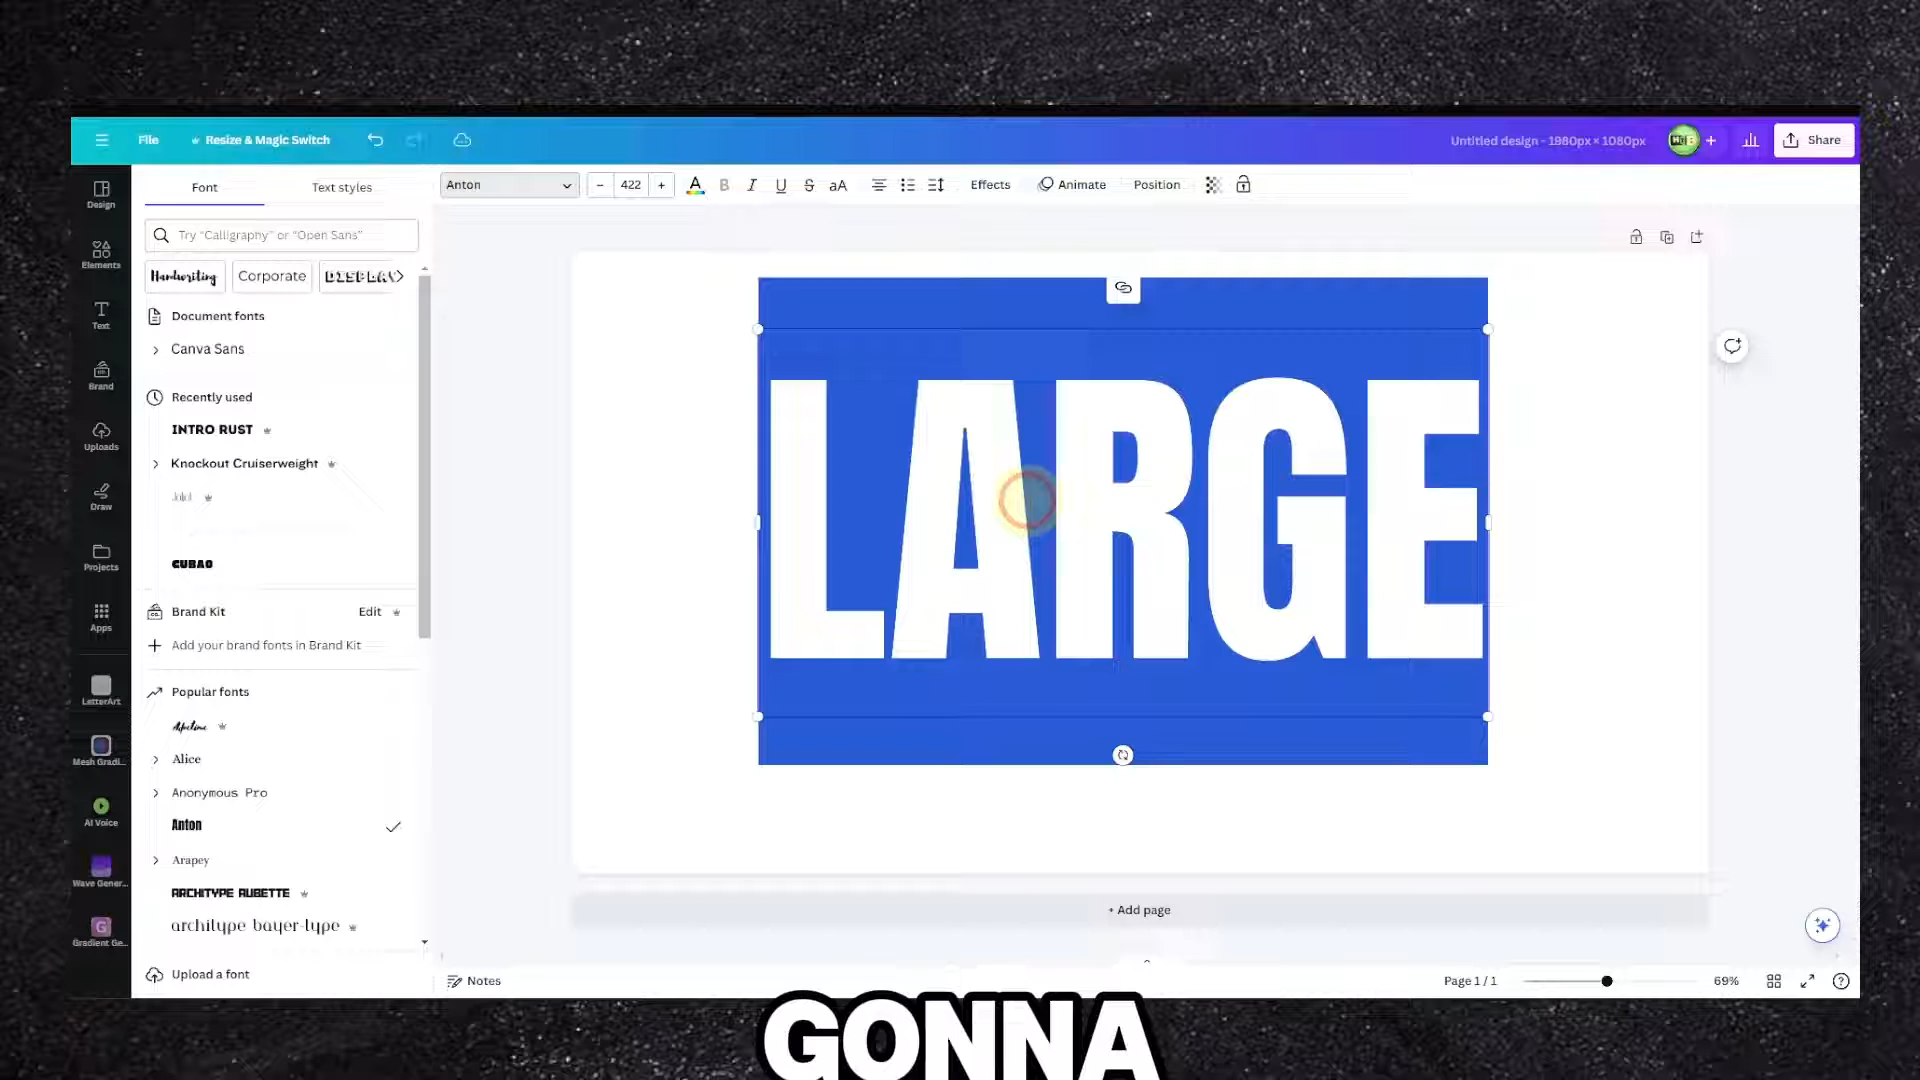 File
Resize & Magic Switch
Untitled design - 1980px × 1080px
Share
Design
Elements
Text
Brand
Uploads
Draw
Projects
Apps
LetterArt
Mesh Gradi...
AI Voice
Wave Gener...
Gradient Ge...
Font
Text styles
Try "Calligraphy" or "Open Sans"
Handwriting
Corporate
DISPLAY
Document fonts
Canva Sans
Recently used
INTRO RUST
Knockout Cruiserweight
CUBAO
Brand Kit
Edit
Add your brand fonts in Brand Kit
Popular fonts
Alice
Anonymous Pro
Anton
Arapey
ARCHITYPE AUBETTE
architype bayer-type
Upload a font
Anton
422
A B I U S aA
Effects
Animate
Position
LARGE
+ Add page
Notes
Page 1 / 1
69%
GONNA